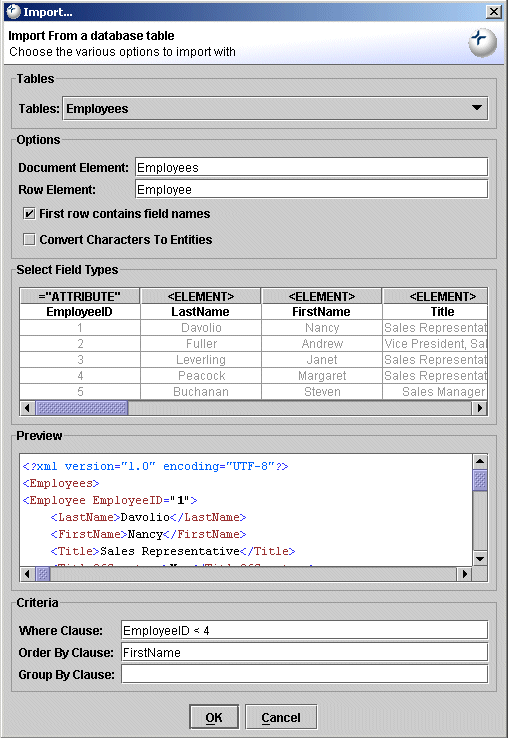 Import...
Import From a database table
Choose the various options to import with
Tables
Tables: Employees
Options
Document Element: Employees
Row Element: Employee
First row contains field names
Convert Characters To Entities
Select Field Types
="ATTRIBUTE" <ELEMENT> <ELEMENT> <ELEMENT>
EmployeeID LastName FirstName Title
1 Davolio Nancy Sales Representat
2 Fuller Andrew Vice President, Sal
3 Leverling Janet Sales Representat
4 Peacock Margaret Sales Representat
5 Buchanan Steven Sales Manager
Preview
<?xml version="1.0" encoding="UTF-8"?>
<Employees>
<Employee EmployeeID="1">
<LastName>Davolio</LastName>
<FirstName>Nancy</FirstName>
<Title>Sales Representative</Title>
Criteria
Where Clause: EmployeeID < 4
Order By Clause: FirstName
Group By Clause:
OK Cancel